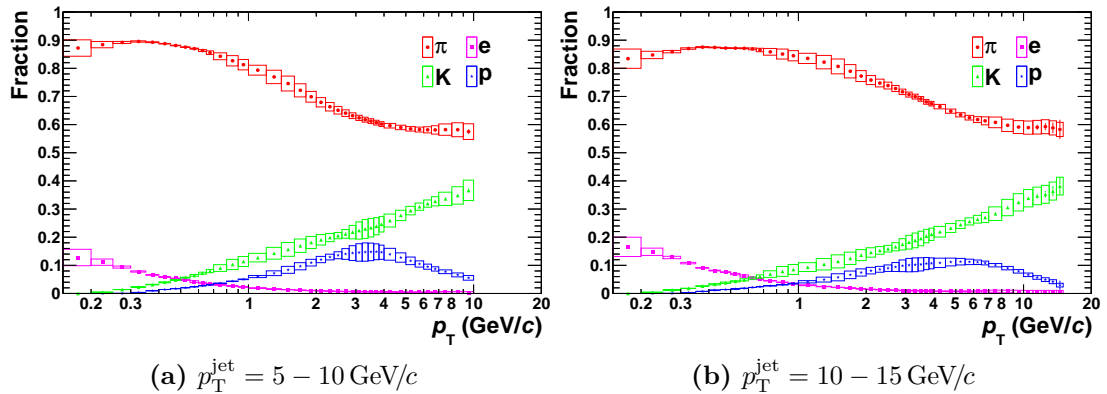 Fraction
1
0.9
0.8
0.7
0.6
0.5
0.4
0.3
0.2
0.1
0
π e
K p
0.2 0.3 1 2 3 4 5 6 7 8 10 20
p_T (GeV/c)
(a) p_T^jet = 5 − 10 GeV/c
Fraction
1
0.9
0.8
0.7
0.6
0.5
0.4
0.3
0.2
0.1
0
π e
K p
0.2 0.3 1 2 3 4 5 6 7 8 10 20
p_T (GeV/c)
(b) p_T^jet = 10 − 15 GeV/c